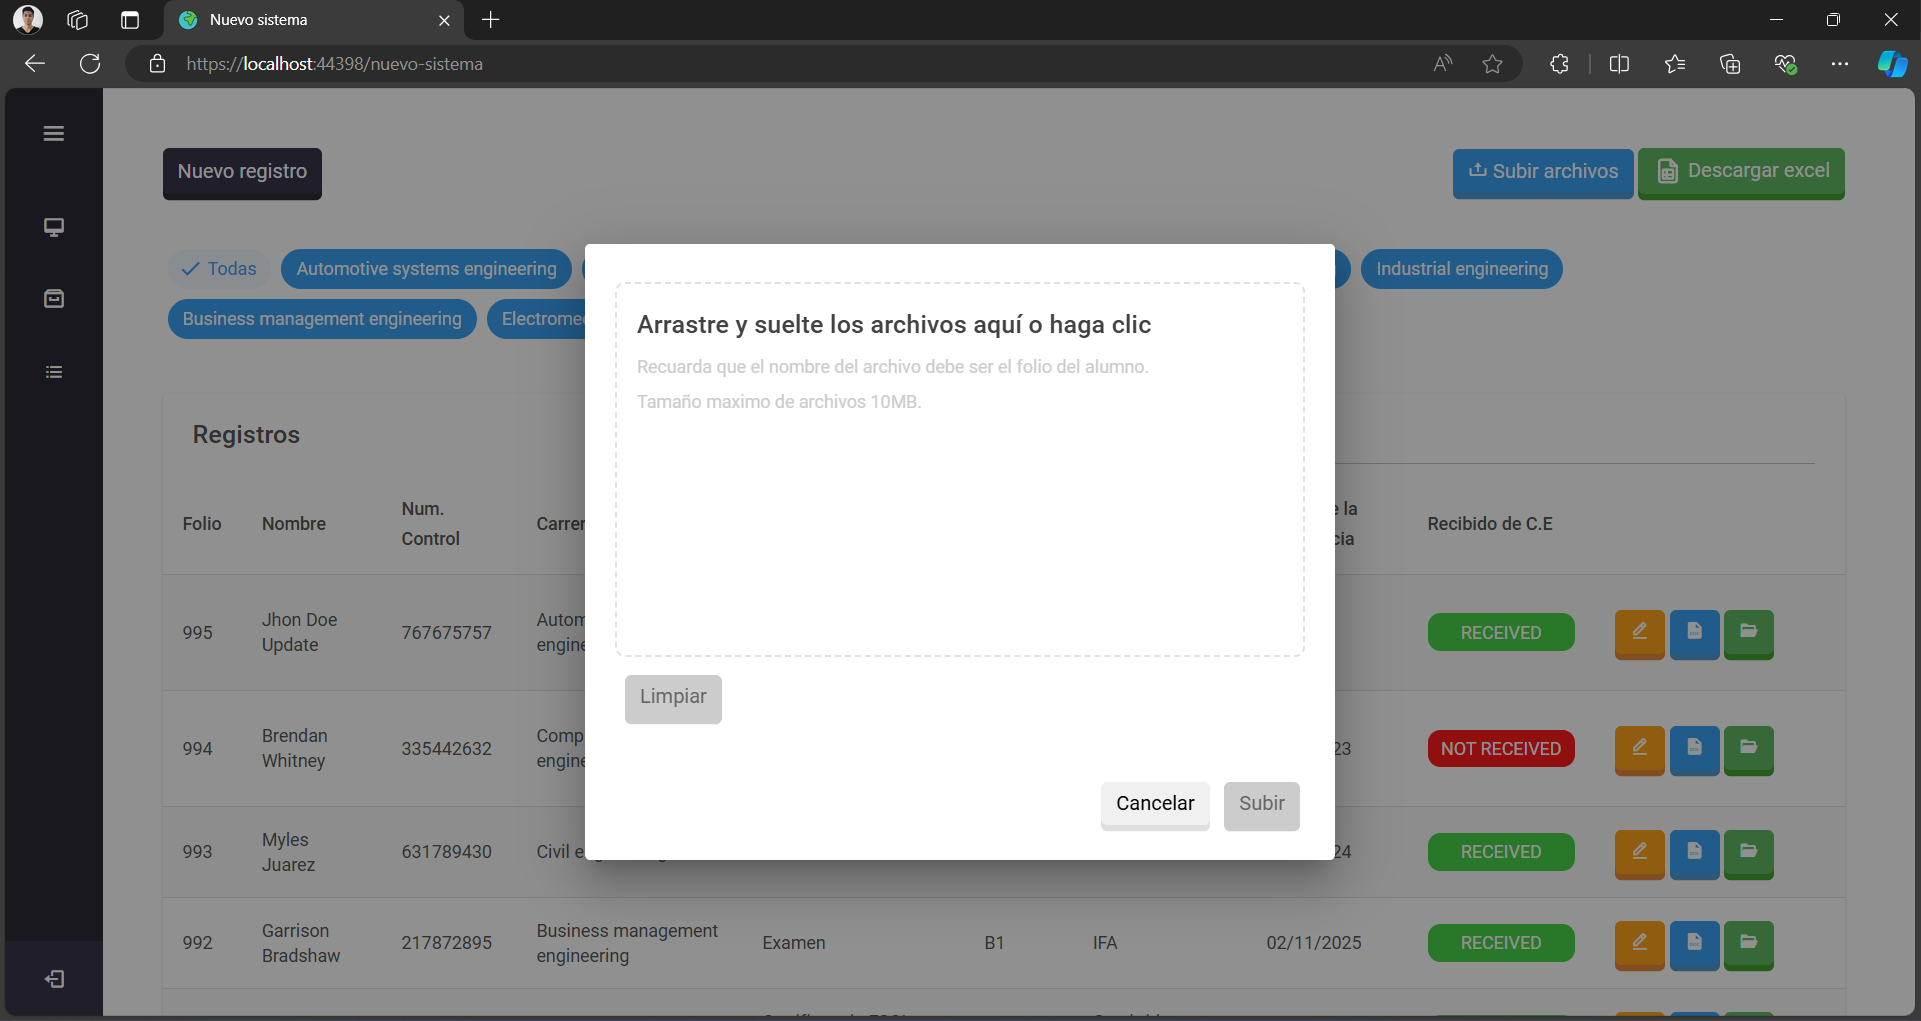 Nuevo sistema
https://localhost:44398/nuevo-sistema
Nuevo registro
Subir archivos
Descargar excel
Todas
Automotive systems engineering
Industrial engineering
Business management engineering
Electrome
Arrastre y suelte los archivos aquí o haga clic
Recuarda que el nombre del archivo debe ser el folio del alumno.
Tamaño maximo de archivos 10MB.
Limpiar
Cancelar
Subir
Registros
Folio
Nombre
Num.
Control
Carrer
e la
cia
Recibido de C.E
995
Jhon Doe
Update
767675757
Autom
engine
RECEIVED
994
Brendan
Whitney
335442632
Comp
engine
23
NOT RECEIVED
993
Myles
Juarez
631789430
Civil e
24
RECEIVED
992
Garrison
Bradshaw
217872895
Business management
engineering
Examen
B1
IFA
02/11/2025
RECEIVED